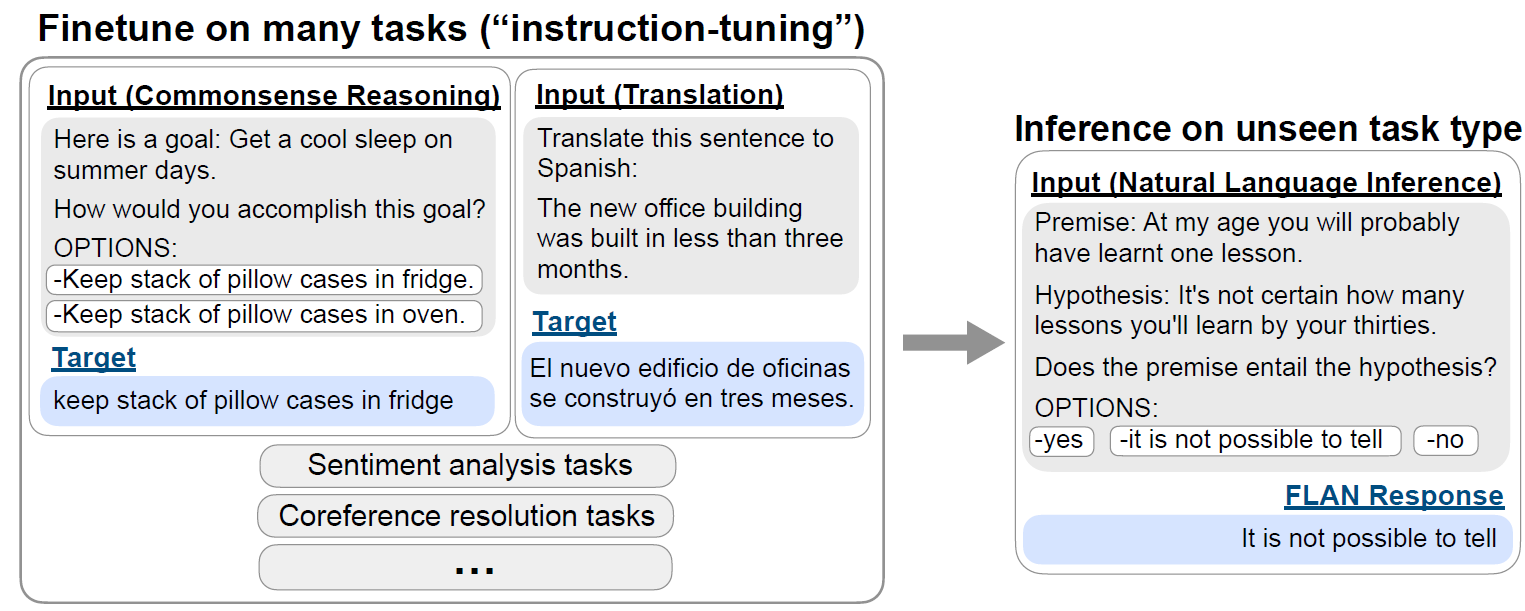 Finetune on many tasks (“instruction-tuning”)
Input (Commonsense Reasoning)
Here is a goal: Get a cool sleep on
summer days.
How would you accomplish this goal?
OPTIONS:
-Keep stack of pillow cases in fridge.
-Keep stack of pillow cases in oven.
Target
keep stack of pillow cases in fridge
Input (Translation)
Translate this sentence to
Spanish:
The new office building
was built in less than three
months.
Target
El nuevo edificio de oficinas
se construyó en tres meses.
Sentiment analysis tasks
Coreference resolution tasks
...
Inference on unseen task type
Input (Natural Language Inference)
Premise: At my age you will probably
have learnt one lesson.
Hypothesis: It's not certain how many
lessons you'll learn by your thirties.
Does the premise entail the hypothesis?
OPTIONS:
-yes -it is not possible to tell -no
FLAN Response
It is not possible to tell